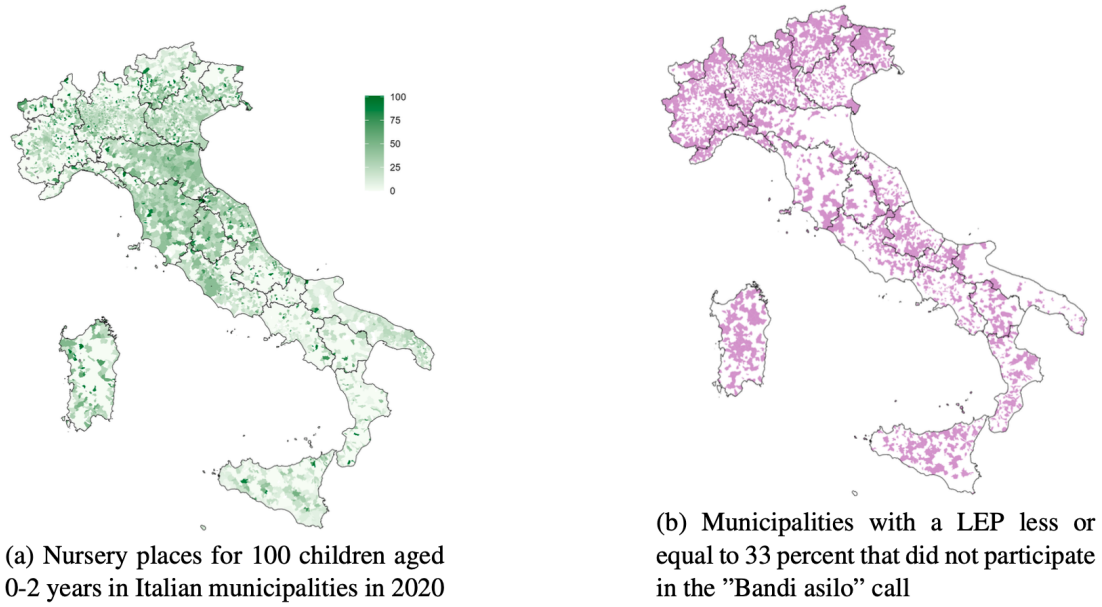 100
75
50
25
0
(a) Nursery places for 100 children aged
0-2 years in Italian municipalities in 2020
(b) Municipalities with a LEP less or
equal to 33 percent that did not participate
in the ”Bandi asilo” call